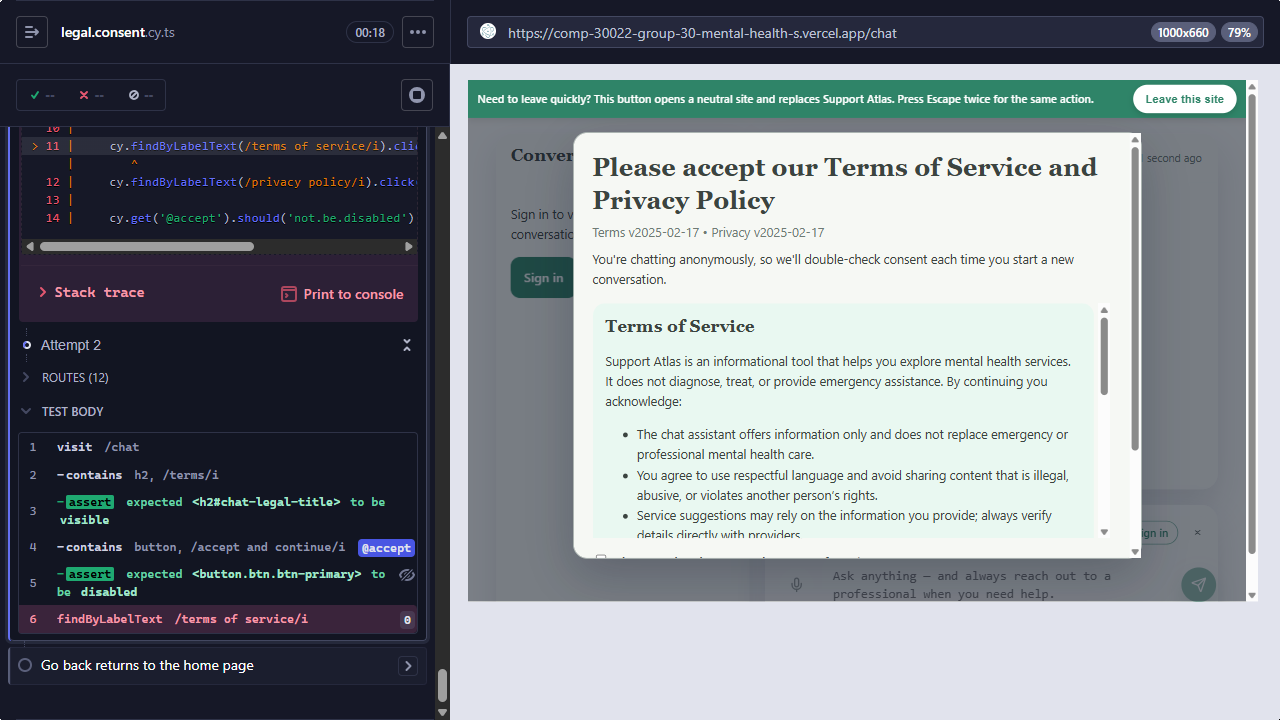 legal.consent.cy.ts
00:18
--
--
--
10 |
> 11 | cy.findByLabelText(/terms of service/i).cli
| ^
12 | cy.findByLabelText(/privacy policy/i).click
13 |
14 | cy.get('@accept').should('not.be.disabled')
Stack trace
Print to console
Attempt 2
ROUTES (12)
TEST BODY
1 visit /chat
2 -contains h2, /terms/i
3 -assert expected <h2#chat-legal-title> to be
visible
4 -contains button, /accept and continue/i @accept
5 -assert expected <button.btn.btn-primary> to
be disabled
6 findByLabelText /terms of service/i 0
Go back returns to the home page
https://comp-30022-group-30-mental-health-s.vercel.app/chat
1000x660
79%
Need to leave quickly? This button opens a neutral site and replaces Support Atlas. Press Escape twice for the same action.
Leave this site
Conver
second ago
Sign in to v
conversatio
Sign in
Please accept our Terms of Service and
Privacy Policy
Terms v2025-02-17 • Privacy v2025-02-17
You're chatting anonymously, so we'll double-check consent each time you start a new
conversation.
Terms of Service
Support Atlas is an informational tool that helps you explore mental health services.
It does not diagnose, treat, or provide emergency assistance. By continuing you
acknowledge:
• The chat assistant offers information only and does not replace emergency or
professional mental health care.
• You agree to use respectful language and avoid sharing content that is illegal,
abusive, or violates another person's rights.
• Service suggestions may rely on the information you provide; always verify
details directly with providers.
ign in
×
Ask anything — and always reach out to a
professional when you need help.